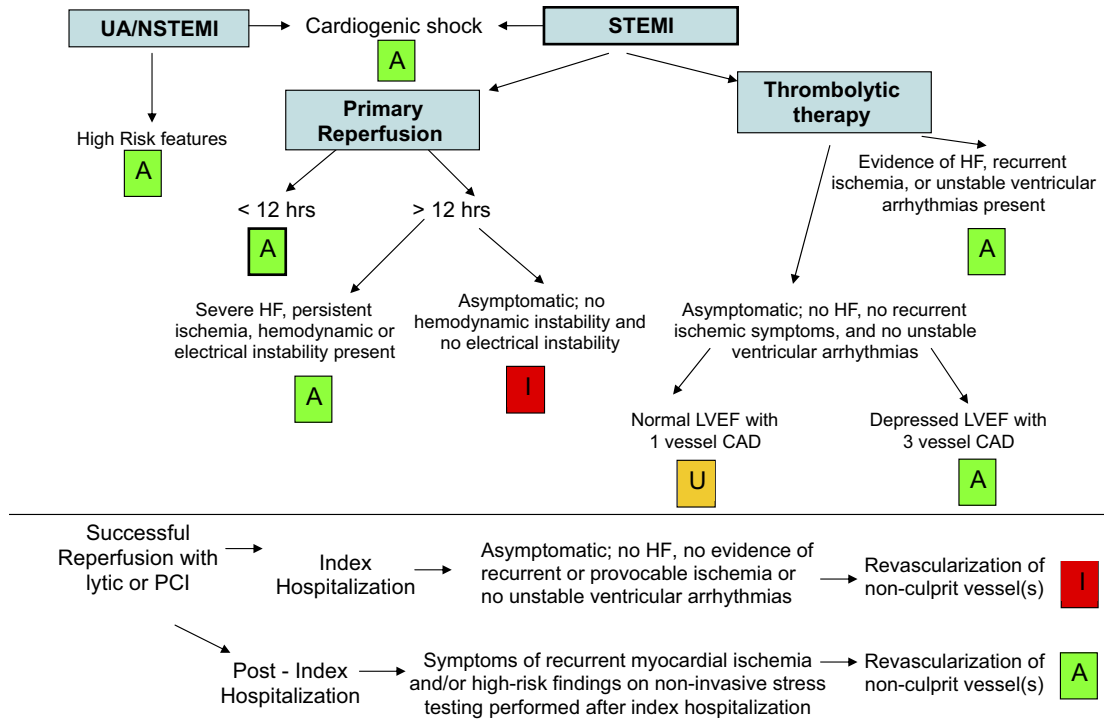 UA/NSTEMI
Cardiogenic shock
A
STEMI
High Risk features
A
Primary
Reperfusion
Thrombolytic
therapy
< 12 hrs
A
> 12 hrs
Evidence of HF, recurrent
ischemia, or unstable ventricular
arrhythmias present
A
Severe HF, persistent
ischemia, hemodynamic or
electrical instability present
A
Asymptomatic; no
hemodynamic instability and
no electrical instability
I
Asymptomatic; no HF, no recurrent
ischemic symptoms, and no unstable
ventricular arrhythmias
Normal LVEF with
1 vessel CAD
U
Depressed LVEF with
3 vessel CAD
A
Successful
Reperfusion with
lytic or PCI
Index
Hospitalization
Asymptomatic; no HF, no evidence of
recurrent or provocable ischemia or
no unstable ventricular arrhythmias
Revascularization of
non-culprit vessel(s)
I
Post - Index
Hospitalization
Symptoms of recurrent myocardial ischemia
and/or high-risk findings on non-invasive stress
testing performed after index hospitalization
Revascularization of
non-culprit vessel(s)
A